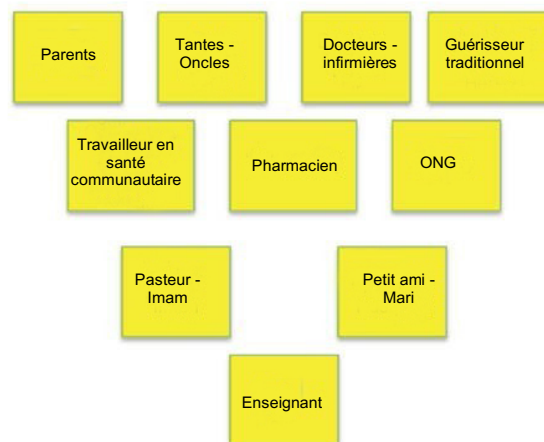 Parents
Tantes -
Oncles
Docteurs -
infirmières
Guérisseur
traditionnel
Travailleur en
santé
communautaire
Pharmacien
ONG
Pasteur -
Imam
Petit ami -
Mari
Enseignant